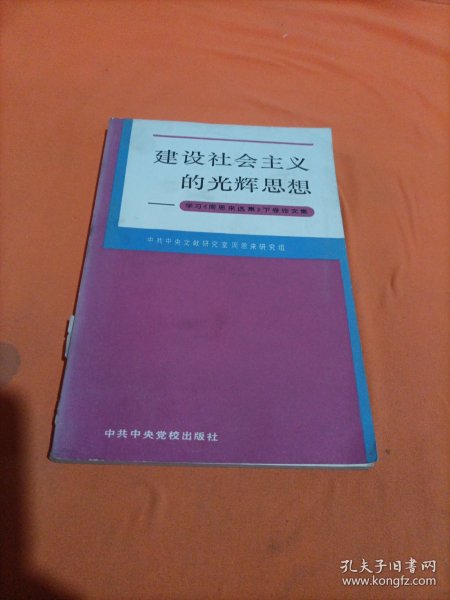 建设社会主义
的光辉思想
——学习《周恩来选集》下卷论文集
中共中央文献研究室周恩来研究组
中共中央党校出版社
孔夫子旧书网
www.kongfz.com